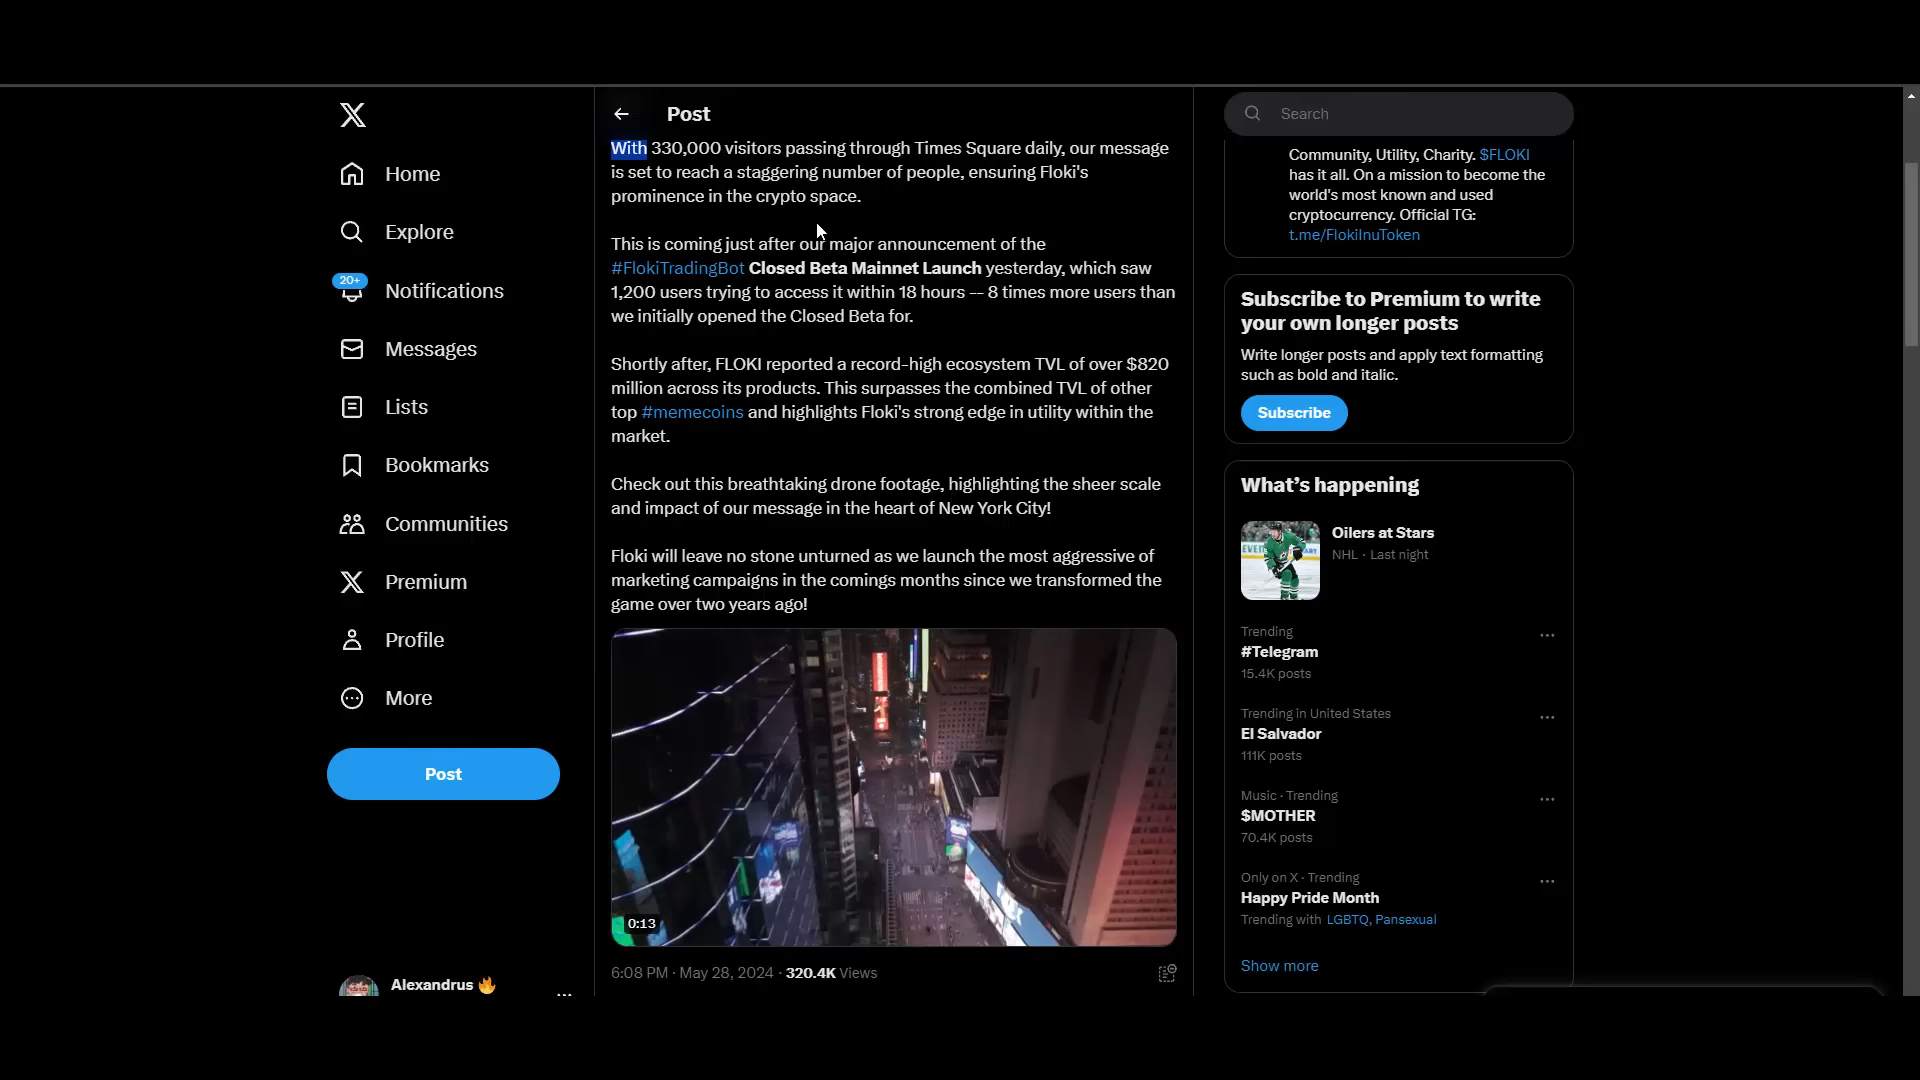 Home
Explore
20+
Notifications
Messages
Lists
Bookmarks
Communities
Premium
Profile
More
Post
Alexandrus 🔥
Post
With 330,000 visitors passing through Times Square daily, our message
is set to reach a staggering number of people, ensuring Floki's
prominence in the crypto space.
This is coming just after our major announcement of the
#FlokiTradingBot Closed Beta Mainnet Launch yesterday, which saw
1,200 users trying to access it within 18 hours -- 8 times more users than
we initially opened the Closed Beta for.
Shortly after, FLOKI reported a record-high ecosystem TVL of over $820
million across its products. This surpasses the combined TVL of other
top #memecoins and highlights Floki's strong edge in utility within the
market.
Check out this breathtaking drone footage, highlighting the sheer scale
and impact of our message in the heart of New York City!
Floki will leave no stone unturned as we launch the most aggressive of
marketing campaigns in the comings months since we transformed the
game over two years ago!
0:13
6:08 PM · May 28, 2024 · 320.4K Views
Search
Community, Utility, Charity. $FLOKI
has it all. On a mission to become the
world's most known and used
cryptocurrency. Official TG:
t.me/FlokiInuToken
Subscribe to Premium to write
your own longer posts
Write longer posts and apply text formatting
such as bold and italic.
Subscribe
What's happening
Oilers at Stars
NHL · Last night
Trending
#Telegram
15.4K posts
Trending in United States
El Salvador
111K posts
Music · Trending
$MOTHER
70.4K posts
Only on X · Trending
Happy Pride Month
Trending with LGBTQ, Pansexual
Show more